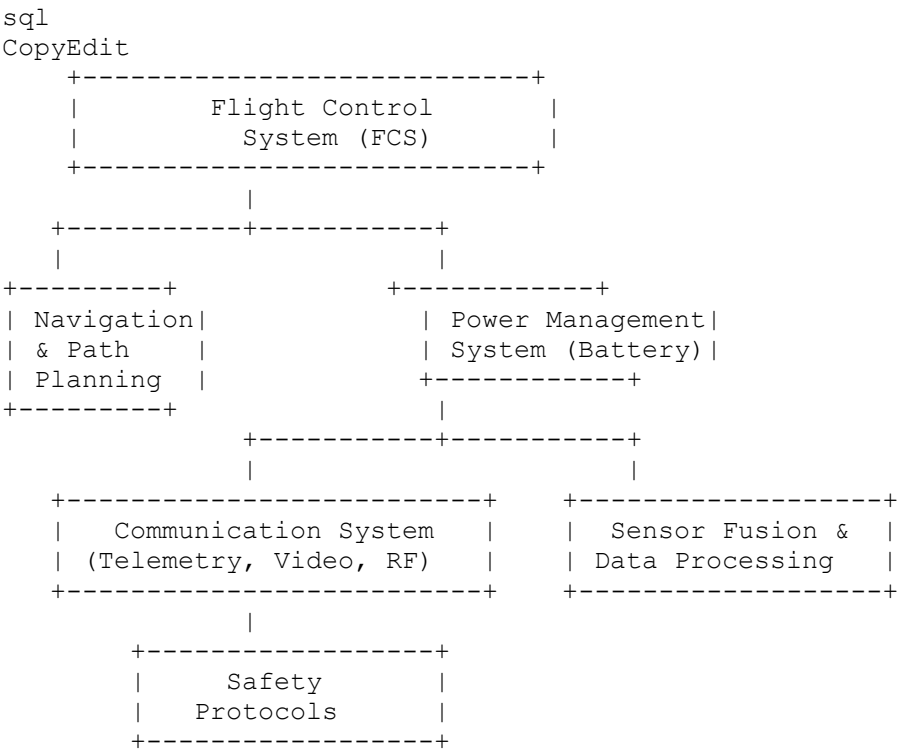 sql
CopyEdit
Flight Control
System (FCS)
Navigation
& Path
Planning
Power Management
System (Battery)
Communication System
(Telemetry, Video, RF)
Sensor Fusion &
Data Processing
Safety
Protocols